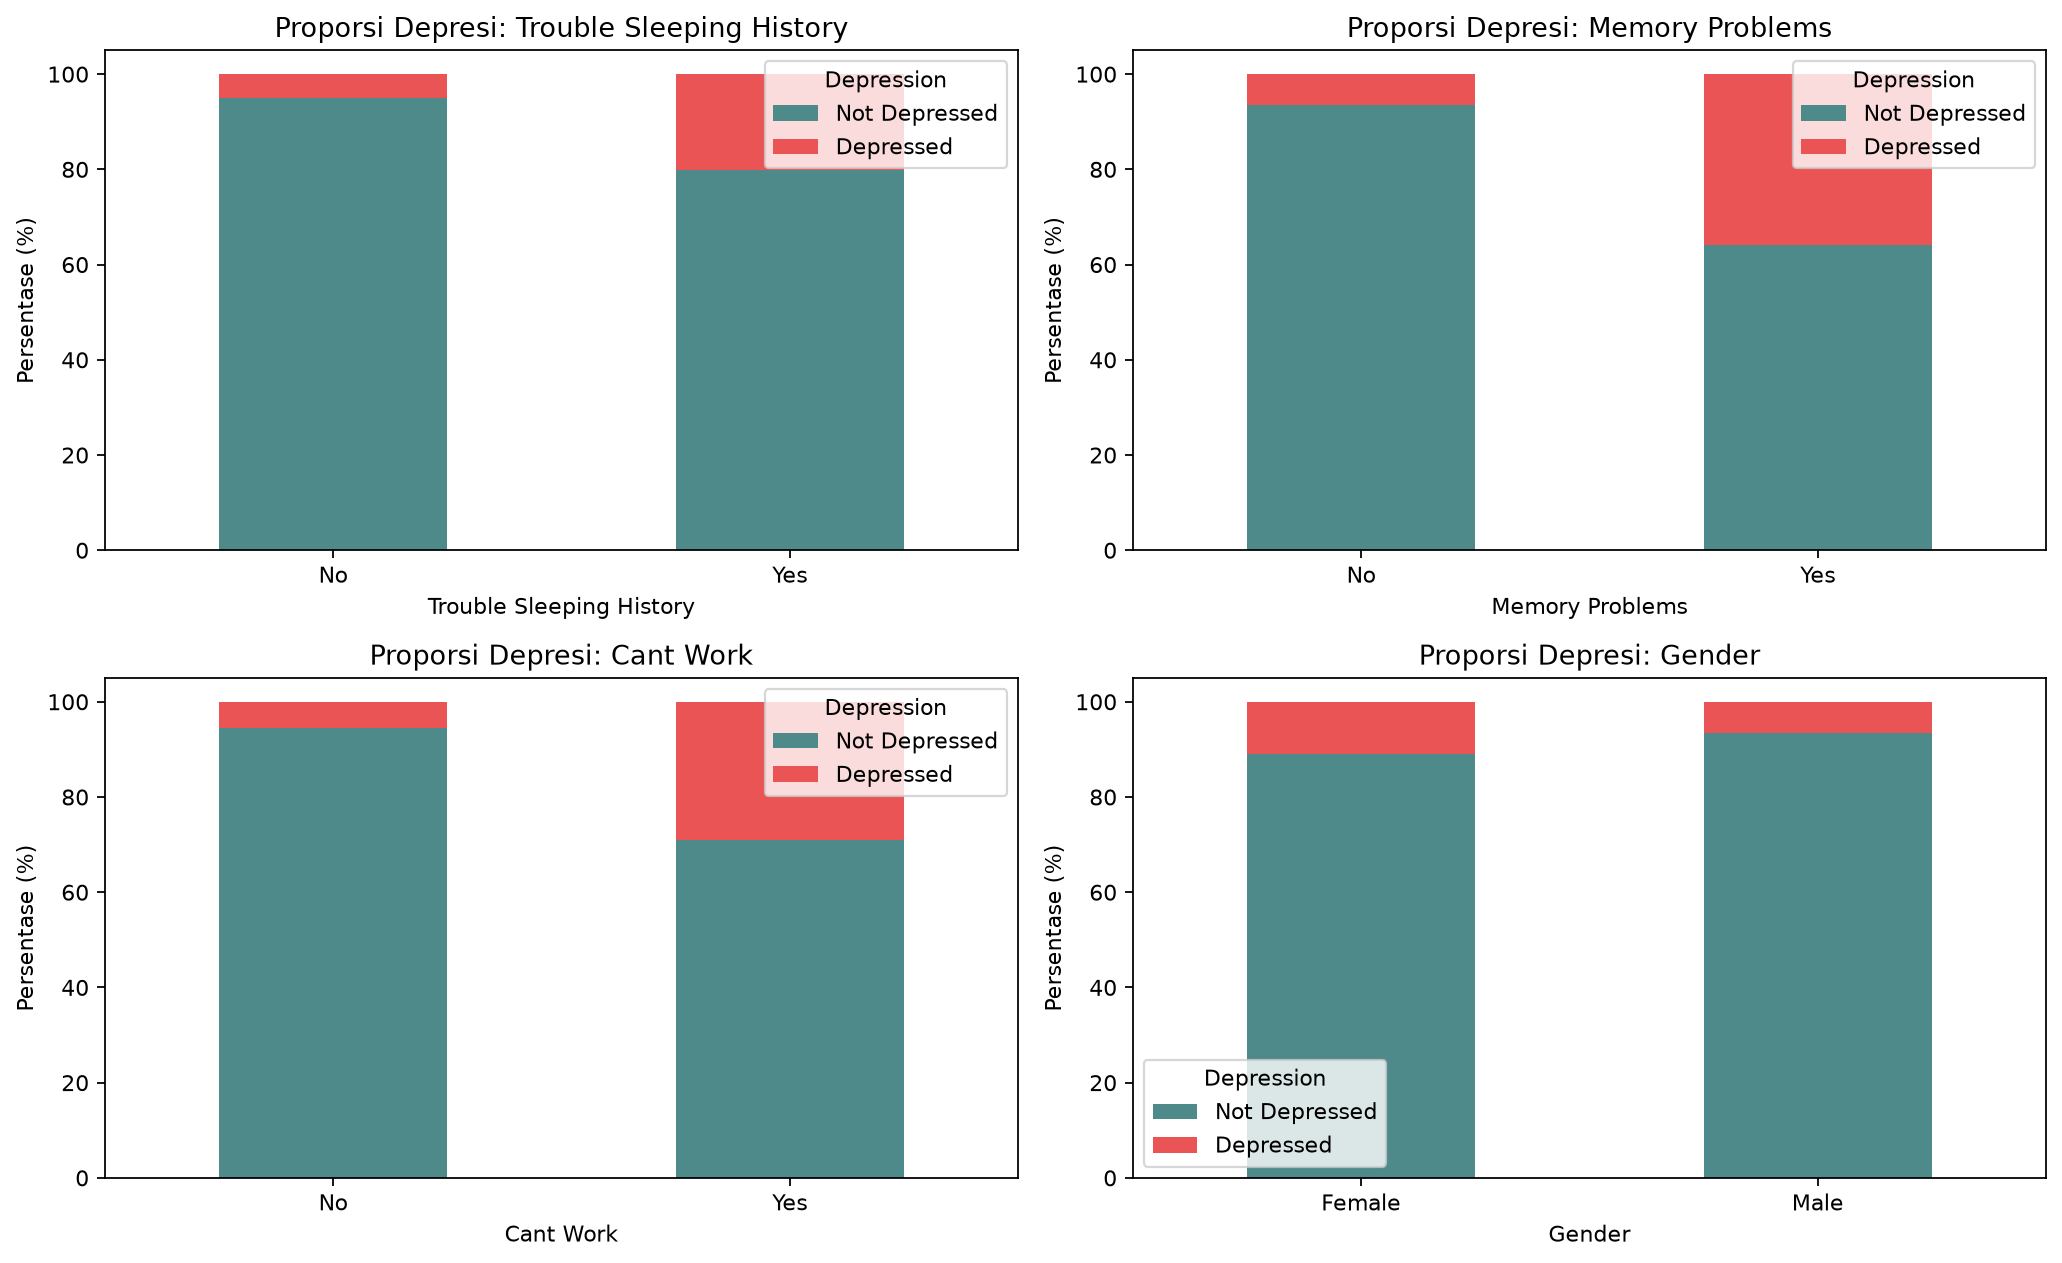 Proporsi Depresi: Trouble Sleeping History
Depression
Not Depressed
Depressed
100
80
60
40
20
0
Persentase (%)
No
Yes
Trouble Sleeping History
Proporsi Depresi: Memory Problems
Depression
Not Depressed
Depressed
100
80
60
40
20
0
Persentase (%)
No
Yes
Memory Problems
Proporsi Depresi: Cant Work
Depression
Not Depressed
Depressed
100
80
60
40
20
0
Persentase (%)
No
Yes
Cant Work
Proporsi Depresi: Gender
100
80
60
40
20
0
Persentase (%)
Depression
Not Depressed
Depressed
Female
Male
Gender